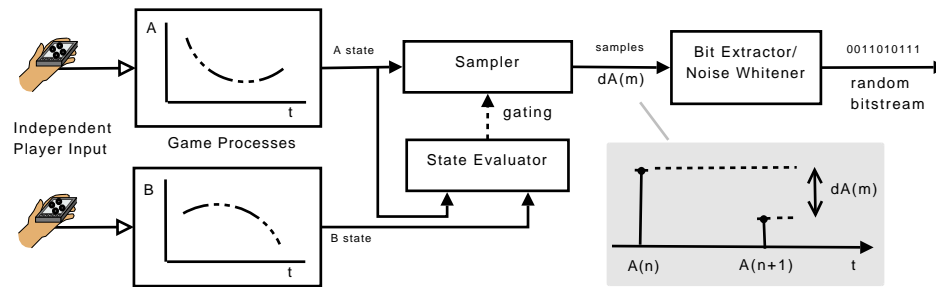 A
t
A state
Sampler
samples
dA(m)
Bit Extractor/
Noise Whitener
0011010111
random
bitstream
Independent
Player Input
Game Processes
gating
State Evaluator
B
t
B state
dA(m)
A(n)
A(n+1)
t